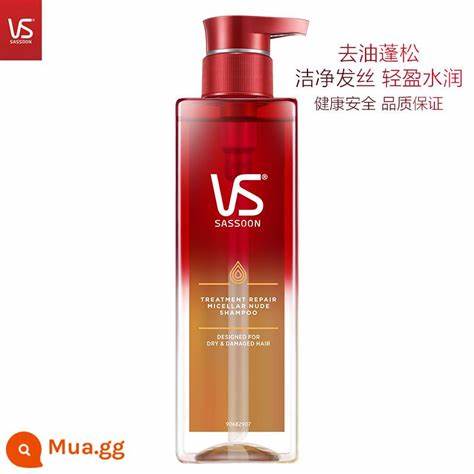 VS
SASSOON
去油蓬松
洁净发丝 轻盈水润
健康安全 品质保证
VS®
SASSOON
TREATMENT REPAIR
MICELLAR NUDE
SHAMPOO
DESIGNED FOR
DRY & DAMAGED HAIR
90682907
Mua.gg